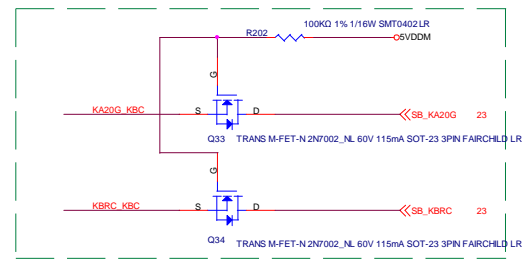 100KΩ 1% 1/16W SMT0402 LR
R202
5VDDM
G
KA20G_KBC
S
D
SB_KA20G
23
Q33
TRANS M-FET-N 2N7002_NL 60V 115mA SOT-23 3PIN FAIRCHILD LR
G
KBRC_KBC
S
D
SB_KBRC
23
Q34
TRANS M-FET-N 2N7002_NL 60V 115mA SOT-23 3PIN FAIRCHILD LR